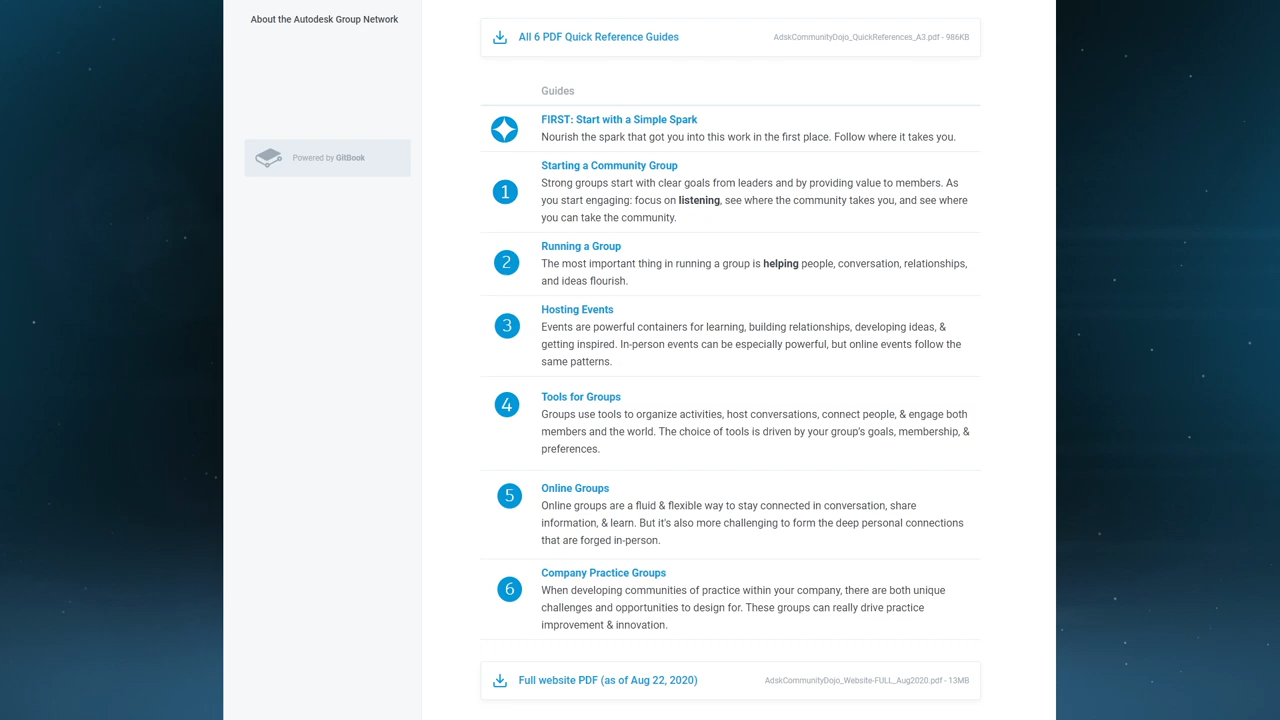 About the Autodesk Group Network
Powered by GitBook
All 6 PDF Quick Reference Guides
AdskCommunityDojo_QuickReferences_A3.pdf - 986KB
Guides
FIRST: Start with a Simple Spark
Nourish the spark that got you into this work in the first place. Follow where it takes you.
1
Starting a Community Group
Strong groups start with clear goals from leaders and by providing value to members. As
you start engaging: focus on listening, see where the community takes you, and see where
you can take the community.
2
Running a Group
The most important thing in running a group is helping people, conversation, relationships,
and ideas flourish.
3
Hosting Events
Events are powerful containers for learning, building relationships, developing ideas, &
getting inspired. In-person events can be especially powerful, but online events follow the
same patterns.
4
Tools for Groups
Groups use tools to organize activities, host conversations, connect people, & engage both
members and the world. The choice of tools is driven by your group's goals, membership, &
preferences.
5
Online Groups
Online groups are a fluid & flexible way to stay connected in conversation, share
information, & learn. But it's also more challenging to form the deep personal connections
that are forged in-person.
6
Company Practice Groups
When developing communities of practice within your company, there are both unique
challenges and opportunities to design for. These groups can really drive practice
improvement & innovation.
Full website PDF (as of Aug 22, 2020)
AdskCommunityDojo_Website-FULL_Aug2020.pdf - 13MB